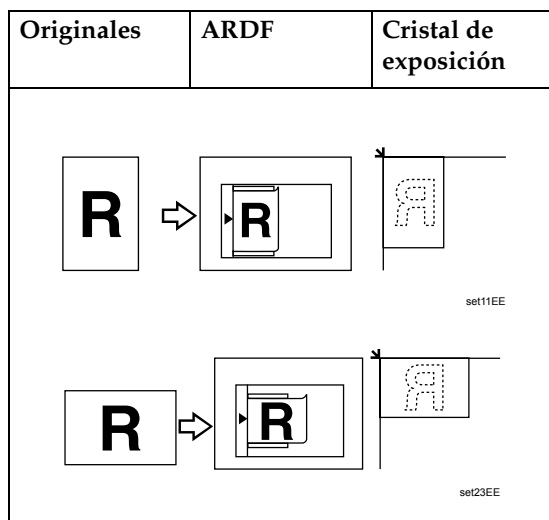 Originales ARDF Cristal de exposición
R R R
set11EE
R R R
set23EE